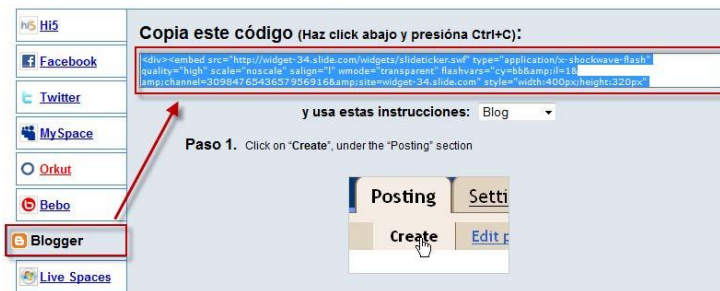 Hi5
Facebook
Twitter
MySpace
Orkut
Bebo
Blogger
Live Spaces
Copia este código (Haz click abajo y presióna Ctrl+C):
<div><embed src="http://widget-34.slide.com/widgets/slideticker.swf" type="application/x-shockwave-flash"
quality="high" scale="noscale" salign="l" wmode="transparent" flashvars="cy=bb&amp;il=1&
amp;channel=3098476543657956916&amp;site=widget-34.slide.com" style="width:400px;height:320px"
y usa estas instrucciones: Blog
Paso 1. Click on "Create", under the "Posting" section
Posting Setti
Create Edit p